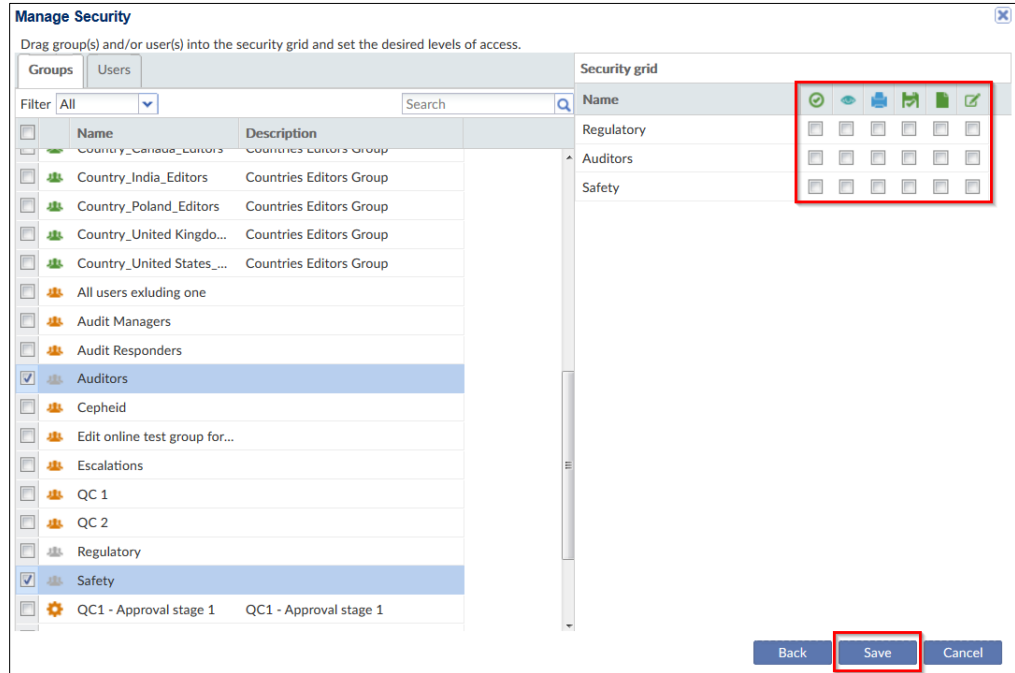 Manage Security
Drag group(s) and/or user(s) into the security grid and set the desired levels of access.
Groups Users
Filter All Search
Name Description
Country_Canada_Editors Countries Editors Group
Country_India_Editors Countries Editors Group
Country_Poland_Editors Countries Editors Group
Country_United Kingdo... Countries Editors Group
Country_United States_... Countries Editors Group
All users exluding one
Audit Managers
Audit Responders
Auditors
Cepheid
Edit online test group for...
Escalations
QC 1
QC 2
Regulatory
Safety
QC1 - Approval stage 1 QC1 - Approval stage 1
Security grid
Name
Regulatory
Auditors
Safety
Back Save Cancel